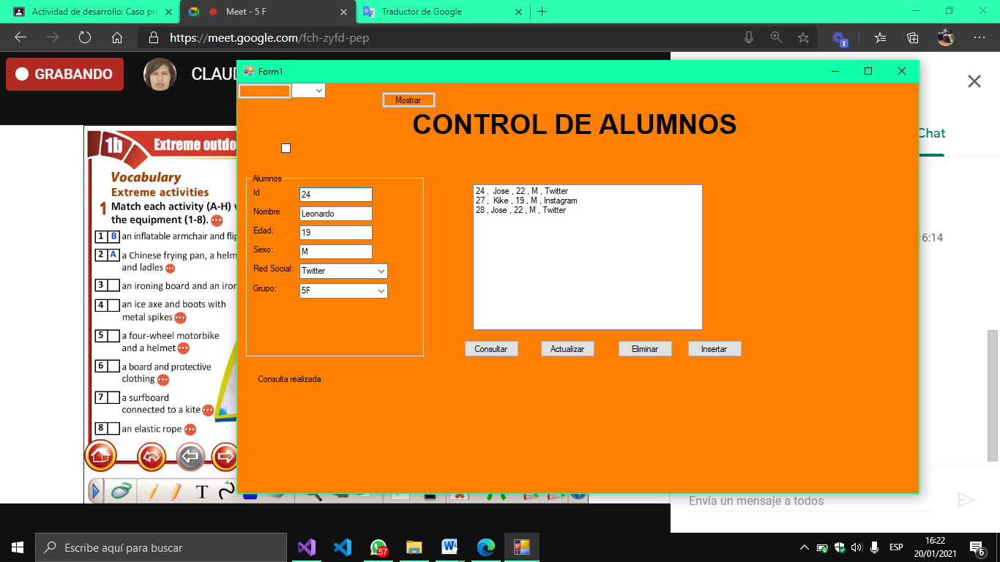 Actividad de desarrollo: Caso prá
Meet - 5 F
Traductor de Google
https://meet.google.com/fch-zyfd-pep
1
GRABANDO
CLAUD
Form1
Mostrar
CONTROL DE ALUMNOS
Chat
16:14
1b
Extreme outdo
Vocabulary
Extreme activities
1 Match each activity (A-H)
the equipment (1-8).
1 B an inflatable armchair and flip
2 A a Chinese frying pan, a helm
and ladles
3 an ironing board and an iron
4 an ice axe and boots with
metal spikes
5 a four-wheel motorbike
and a helmet
6 a board and protective
clothing
7 a surfboard
connected to a kite
8 an elastic rope
T
Alumnos
Id 24
Nombre Leonardo
Edad: 19
Sexo: M
Red Social: Twitter
Grupo: 5F
24 , Jose , 22 , M , Twitter
27 , Kike , 19 , M , Instagram
28 , Jose , 22 , M , Twitter
Consultar
Actualizar
Eliminar
Insertar
Consulta realizada
Envía un mensaje a todos
Escribe aquí para buscar
57
ESP
16:22
20/01/2021
6